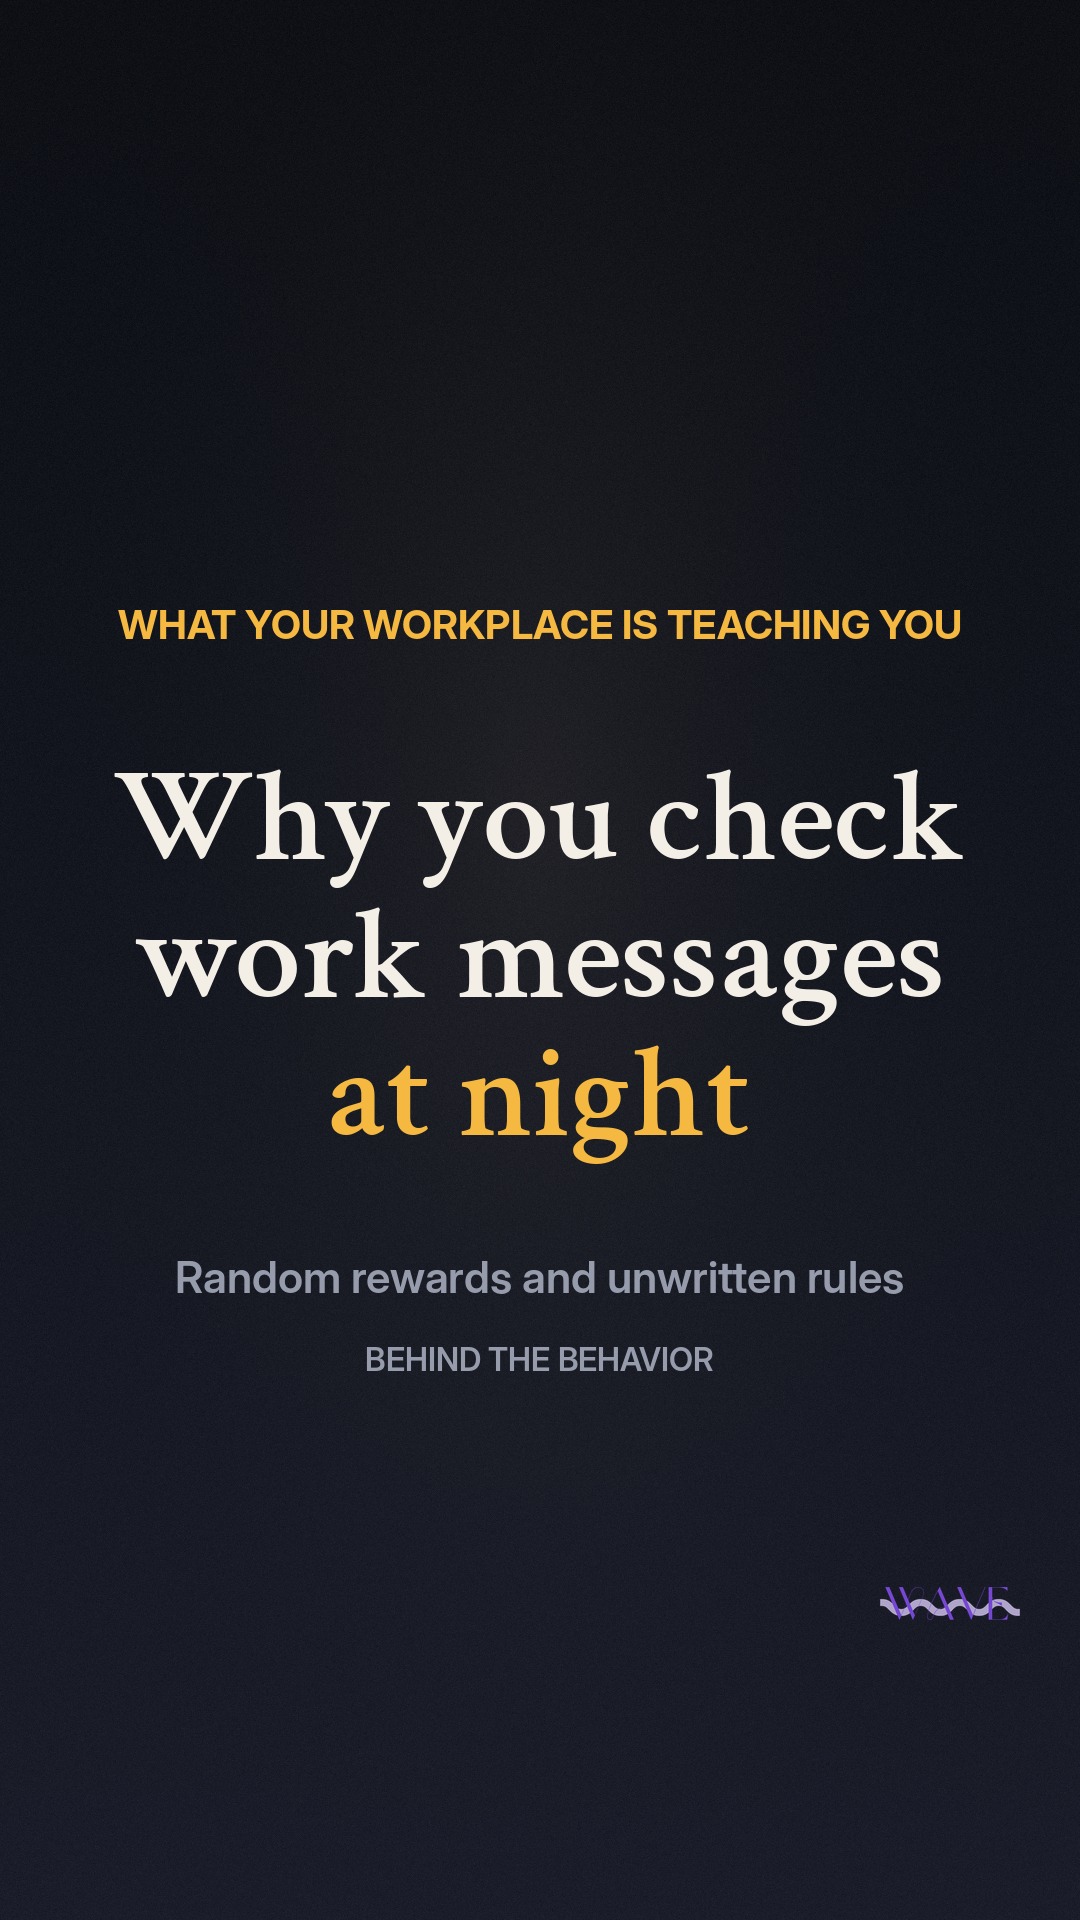 WHAT YOUR WORKPLACE IS TEACHING YOU
Why you check
work messages
at night
Random rewards and unwritten rules
BEHIND THE BEHAVIOR
WAVE